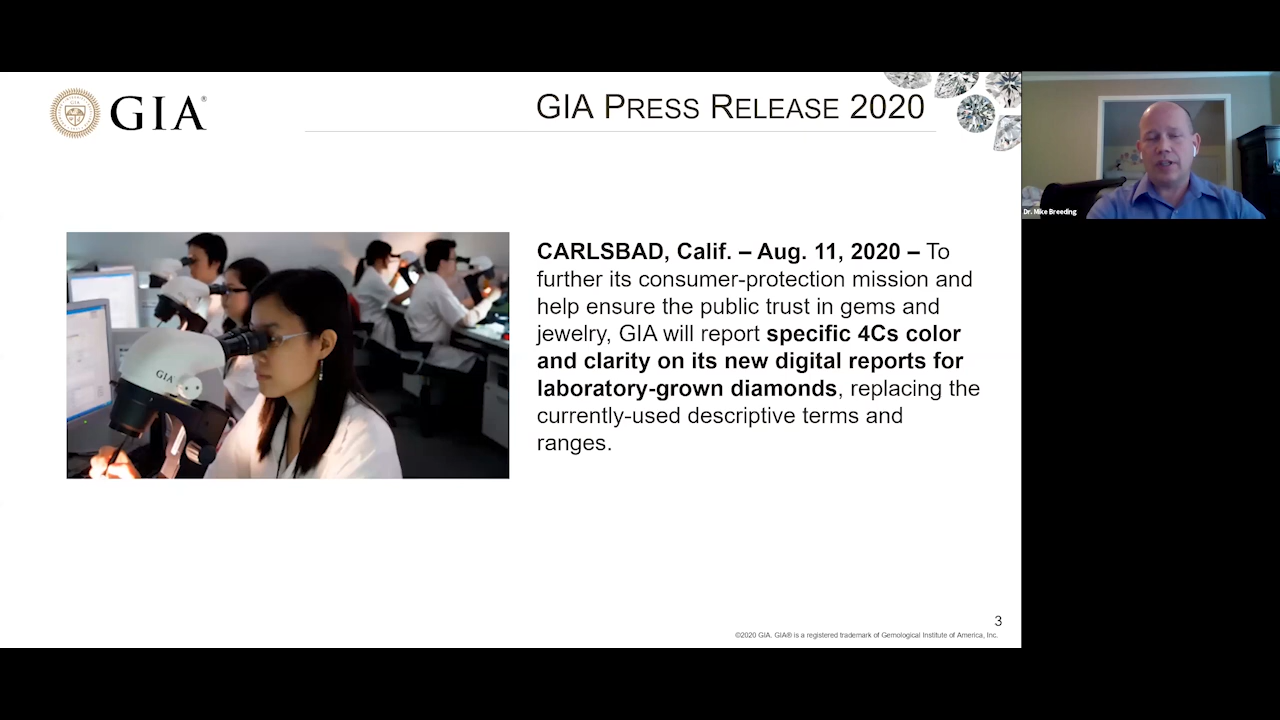 GIA®
GIA PRESS RELEASE 2020
Dr. Mike Breeding
GIA
CARLSBAD, Calif. – Aug. 11, 2020 – To
further its consumer-protection mission and
help ensure the public trust in gems and
jewelry, GIA will report specific 4Cs color
and clarity on its new digital reports for
laboratory-grown diamonds, replacing the
currently-used descriptive terms and
ranges.
3
©2020 GIA. GIA® is a registered trademark of Gemological Institute of America, Inc.